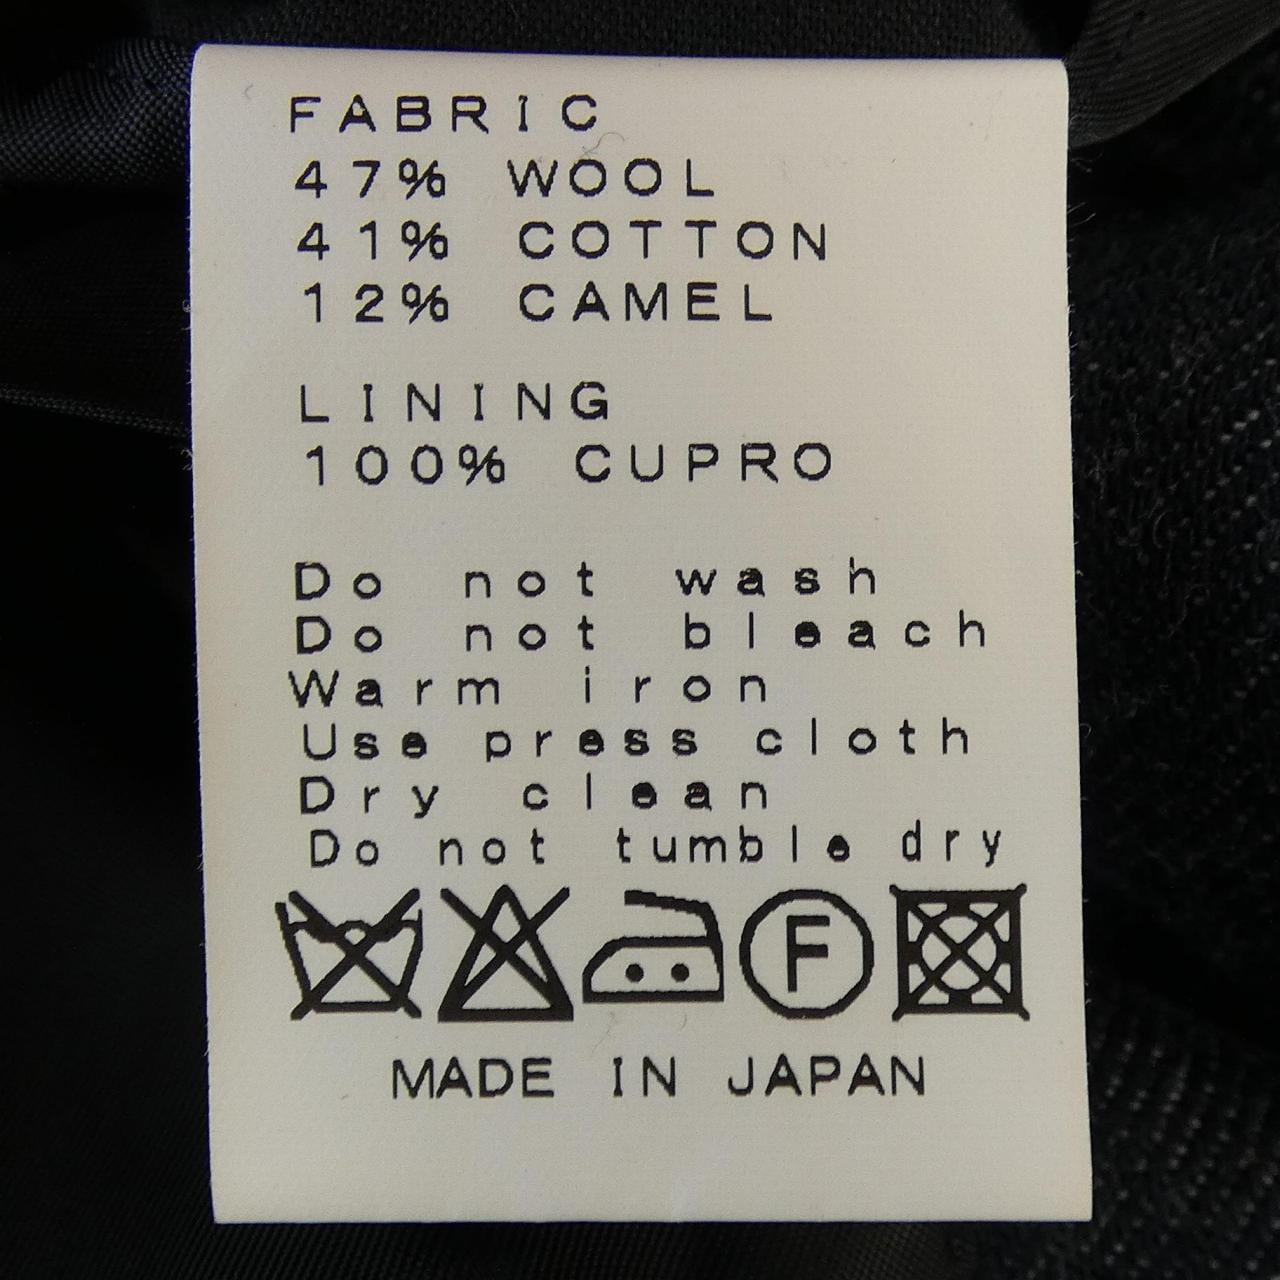 FABRIC
47% WOOL
41% COTTON
12% CAMEL
LINING
100% CUPRO
Do not wash
Do not bleach
Warm iron
Use press cloth
Dry clean
Do not tumble dry
F
MADE IN JAPAN